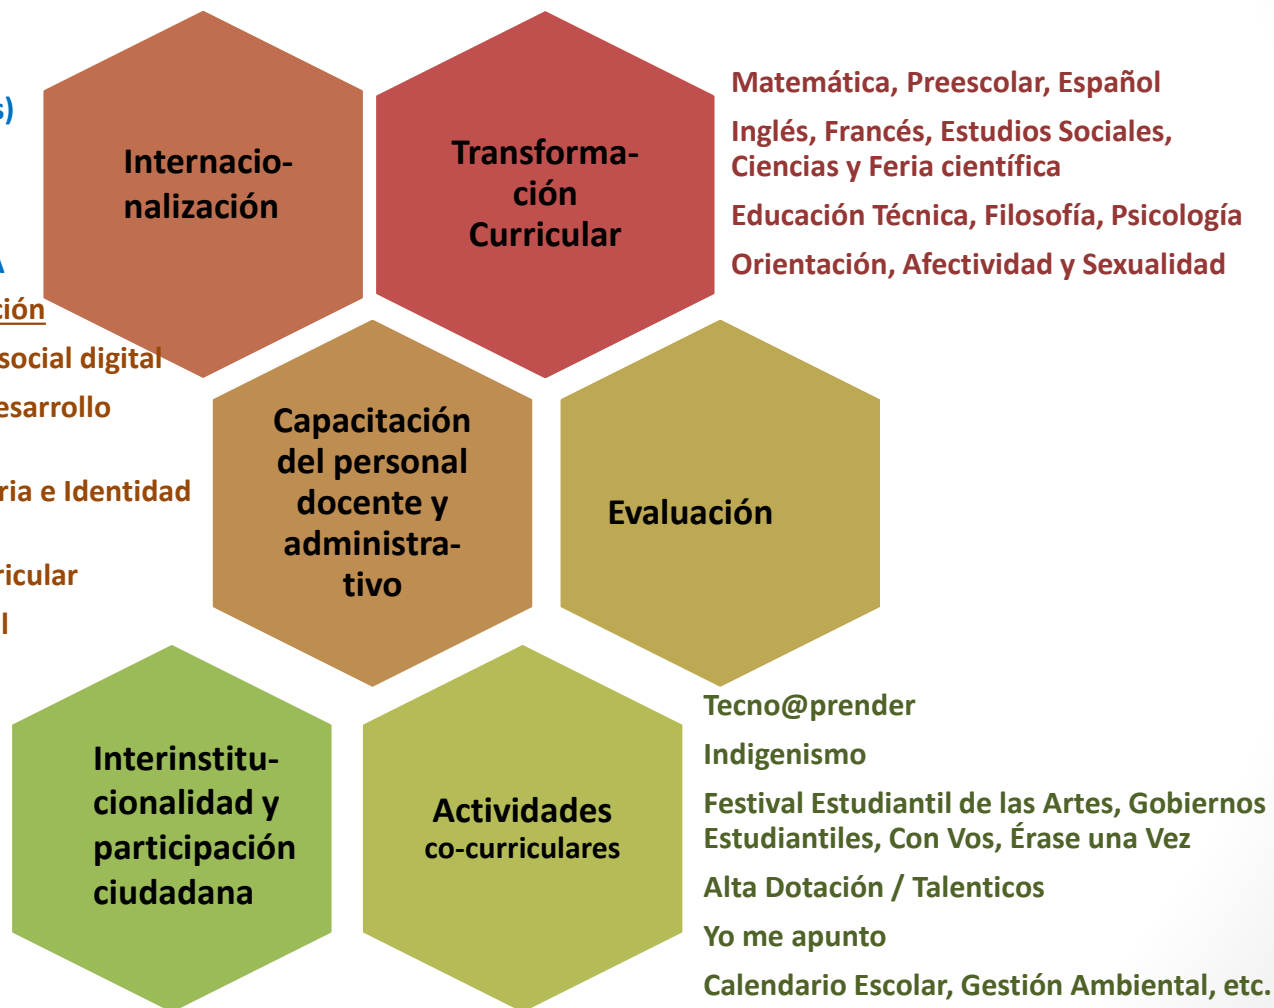 Internacio-
nalización
Transforma-
ción
Curricular
Matemática, Preescolar, Español
Inglés, Francés, Estudios Sociales,
Ciencias y Feria científica
Educación Técnica, Filosofía, Psicología
Orientación, Afectividad y Sexualidad
social digital
e Identidad
Capacitación
del personal
docente y
administra-
tivo
Evaluación
Interinstitu-
cionalidad y
participación
ciudadana
Actividades
co-curriculares
Tecno@prender
Indigenismo
Festival Estudiantil de las Artes, Gobiernos
Estudiantiles, Con Vos, Érase una Vez
Alta Dotación / Talenticos
Yo me apunto
Calendario Escolar, Gestión Ambiental, etc.